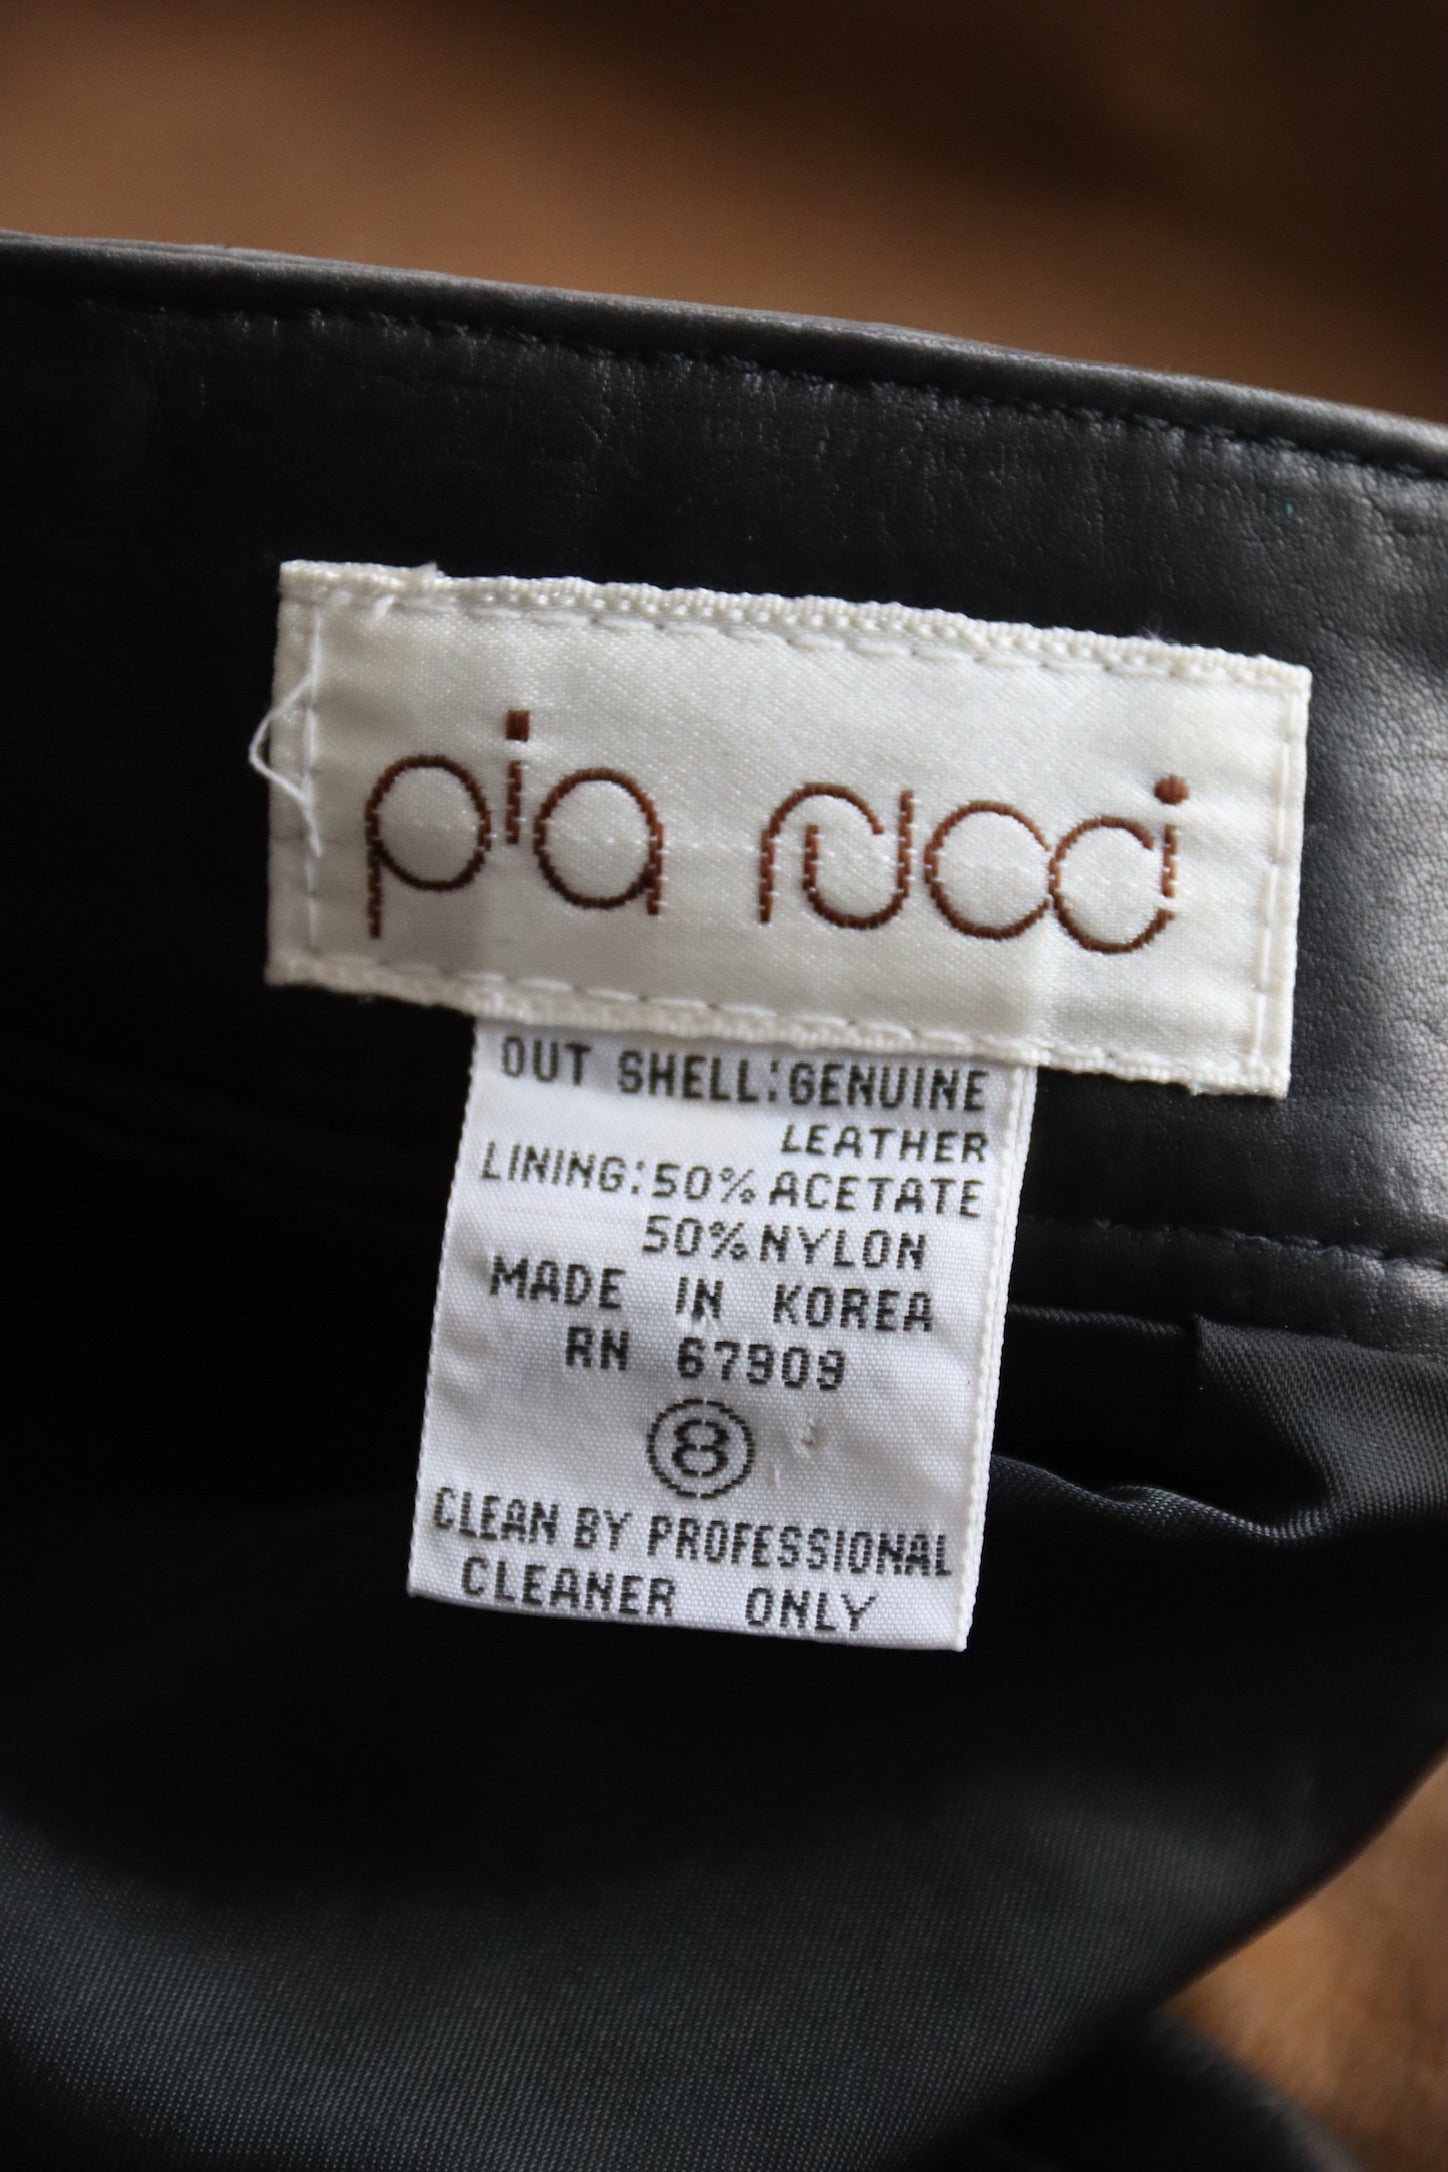 pia rucci
OUT SHELL:GENUINE
LEATHER
LINING:50% ACETATE
50% NYLON
MADE IN KOREA
RN 67909
8
CLEAN BY PROFESSIONAL
CLEANER ONLY